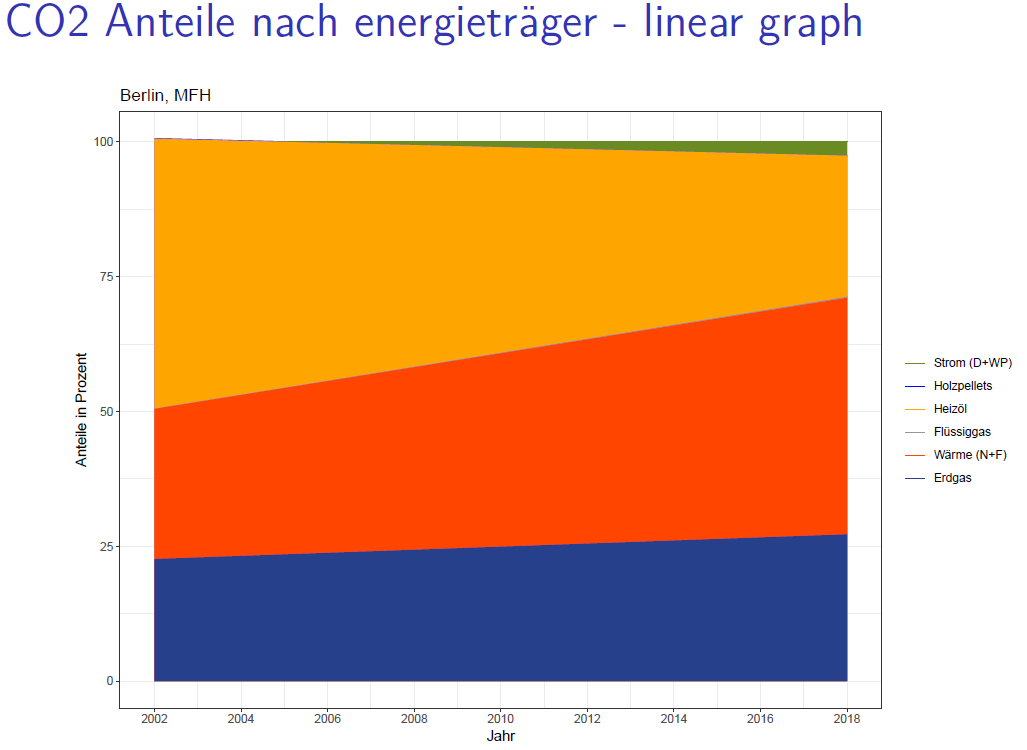 CO2 Anteile nach energieträger - linear graph
Berlin, MFH
100
75
50
25
0
Anteile in Prozent
2002 2004 2006 2008 2010 2012 2014 2016 2018
Jahr
Strom (D+WP)
Holzpellets
Heizöl
Flüssiggas
Wärme (N+F)
Erdgas